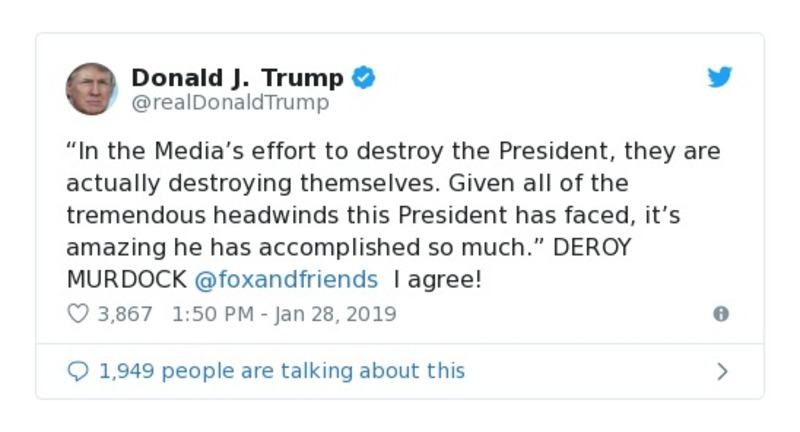 Donald J. Trump
@realDonaldTrump
“In the Media’s effort to destroy the President, they are
actually destroying themselves. Given all of the
tremendous headwinds this President has faced, it’s
amazing he has accomplished so much.” DEROY
MURDOCK @foxandfriends  I agree!
3,867 1:50 PM - Jan 28, 2019
1,949 people are talking about this